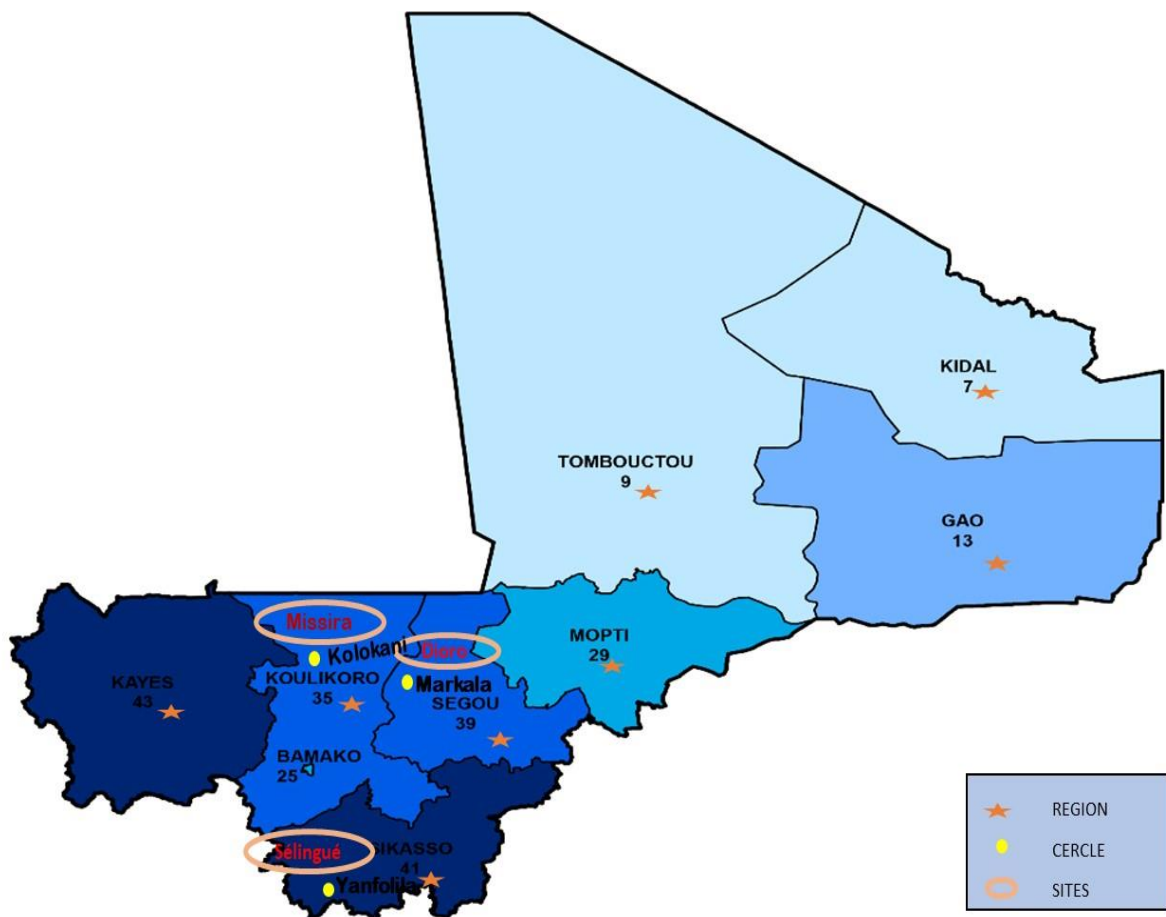 KIDAL
7
TOMBOUCTOU
9
GAO
13
Missira
Kolokani
Dioro
MOPTI
29
KAYES
43
KOULIKORO
35
Markala
SEGOU
39
BAMAKO
25
Sélingué
SIKASSO
41
Yanfolila
REGION
CERCLE
SITES